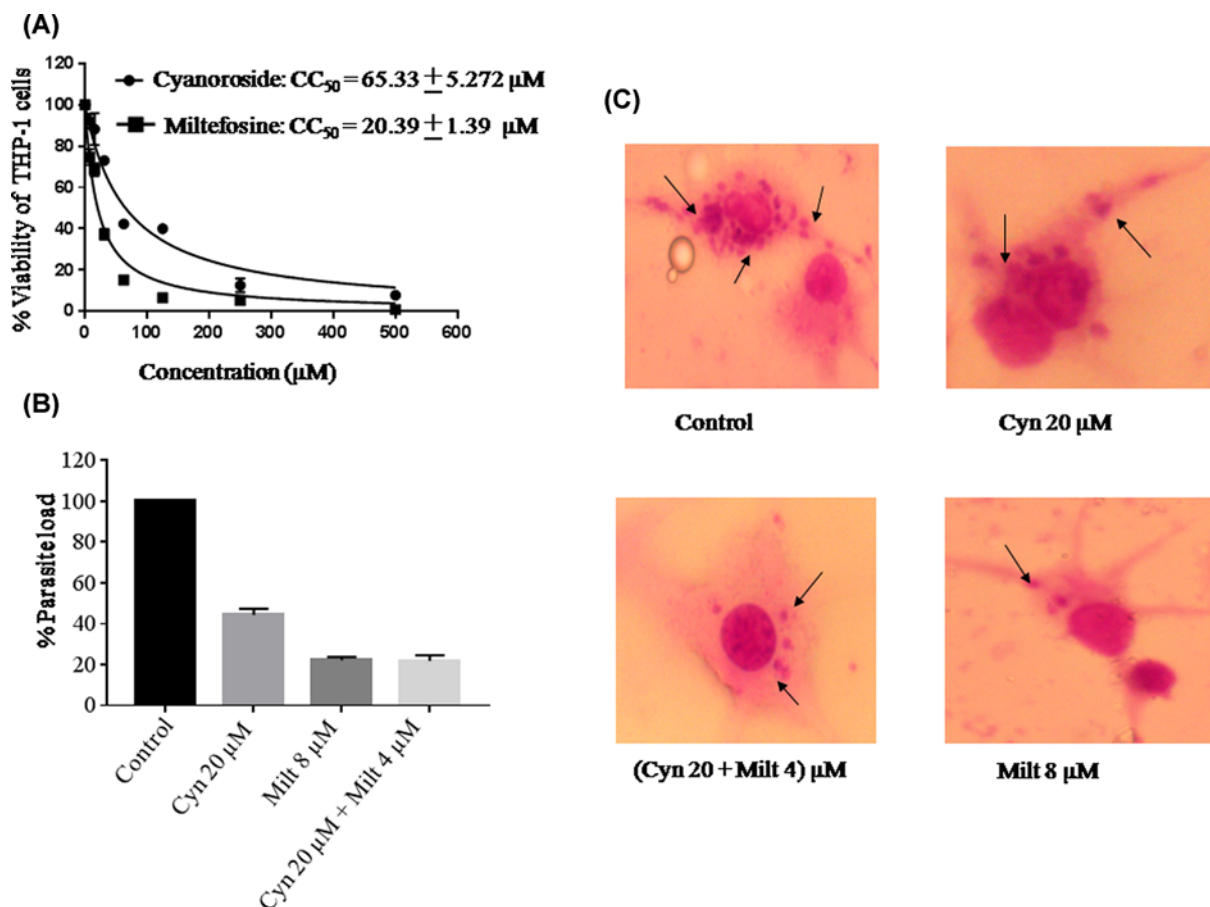 (A)
120
100
80
60
40
20
0
% Viability of THP-1 cells
Cyanoroside: CC₅₀ = 65.33 ± 5.272 μM
Miltefosine: CC₅₀ = 20.39 ± 1.39 μM
0 100 200 300 400 500 600
Concentration (μM)
(B)
120
100
80
60
40
20
0
%Parasite load
Control
Cyn 20 μM
Milt 8 μM
Cyn 20 μM + Milt 4 μM
(C)
Control
Cyn 20 μM
(Cyn 20 + Milt 4) μM
Milt 8 μM